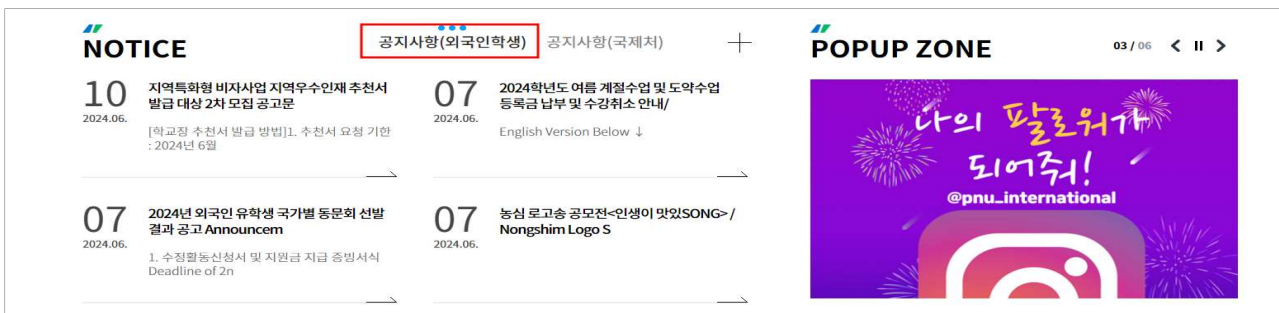 NOTICE
공지사항(외국인학생) 공지사항(국제처)
10
2024.06.
지역특화형 비자사업 지역우수인재 추천서
발급 대상 2차 모집 공고문
[학교장 추천서 발급 방법]1. 추천서 요청 기한
: 2024년 6월
07
2024.06.
2024학년도 여름 계절수업 및 도약수업
등록금 납부 및 수강취소 안내/
English Version Below ↓
07
2024.06.
2024년 외국인 유학생 국가별 동문회 선발
결과 공고 Announcem
1. 수정활동신청서 및 지원금 지급 증빙서식
Deadline of 2n
07
2024.06.
농심 로고송 공모전<인생이 맛있SONG> /
Nongshim Logo S
POPUP ZONE
03 / 06
나의 팔로워가
되어줘!
@pnu_international